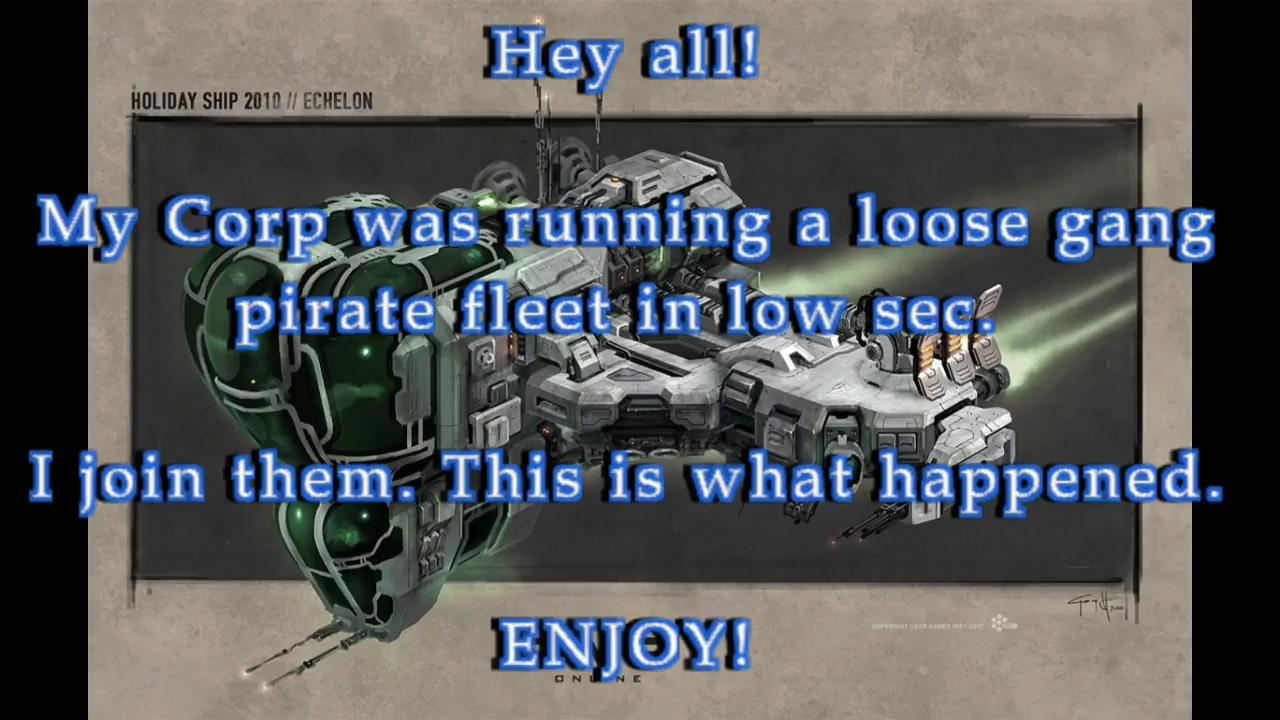 Hey all!
HOLIDAY SHIP 2010 // ECHELON
My Corp was running a loose gang
pirate fleet in low sec.
I join them. This is what happened.
ENJOY!
ONLINE